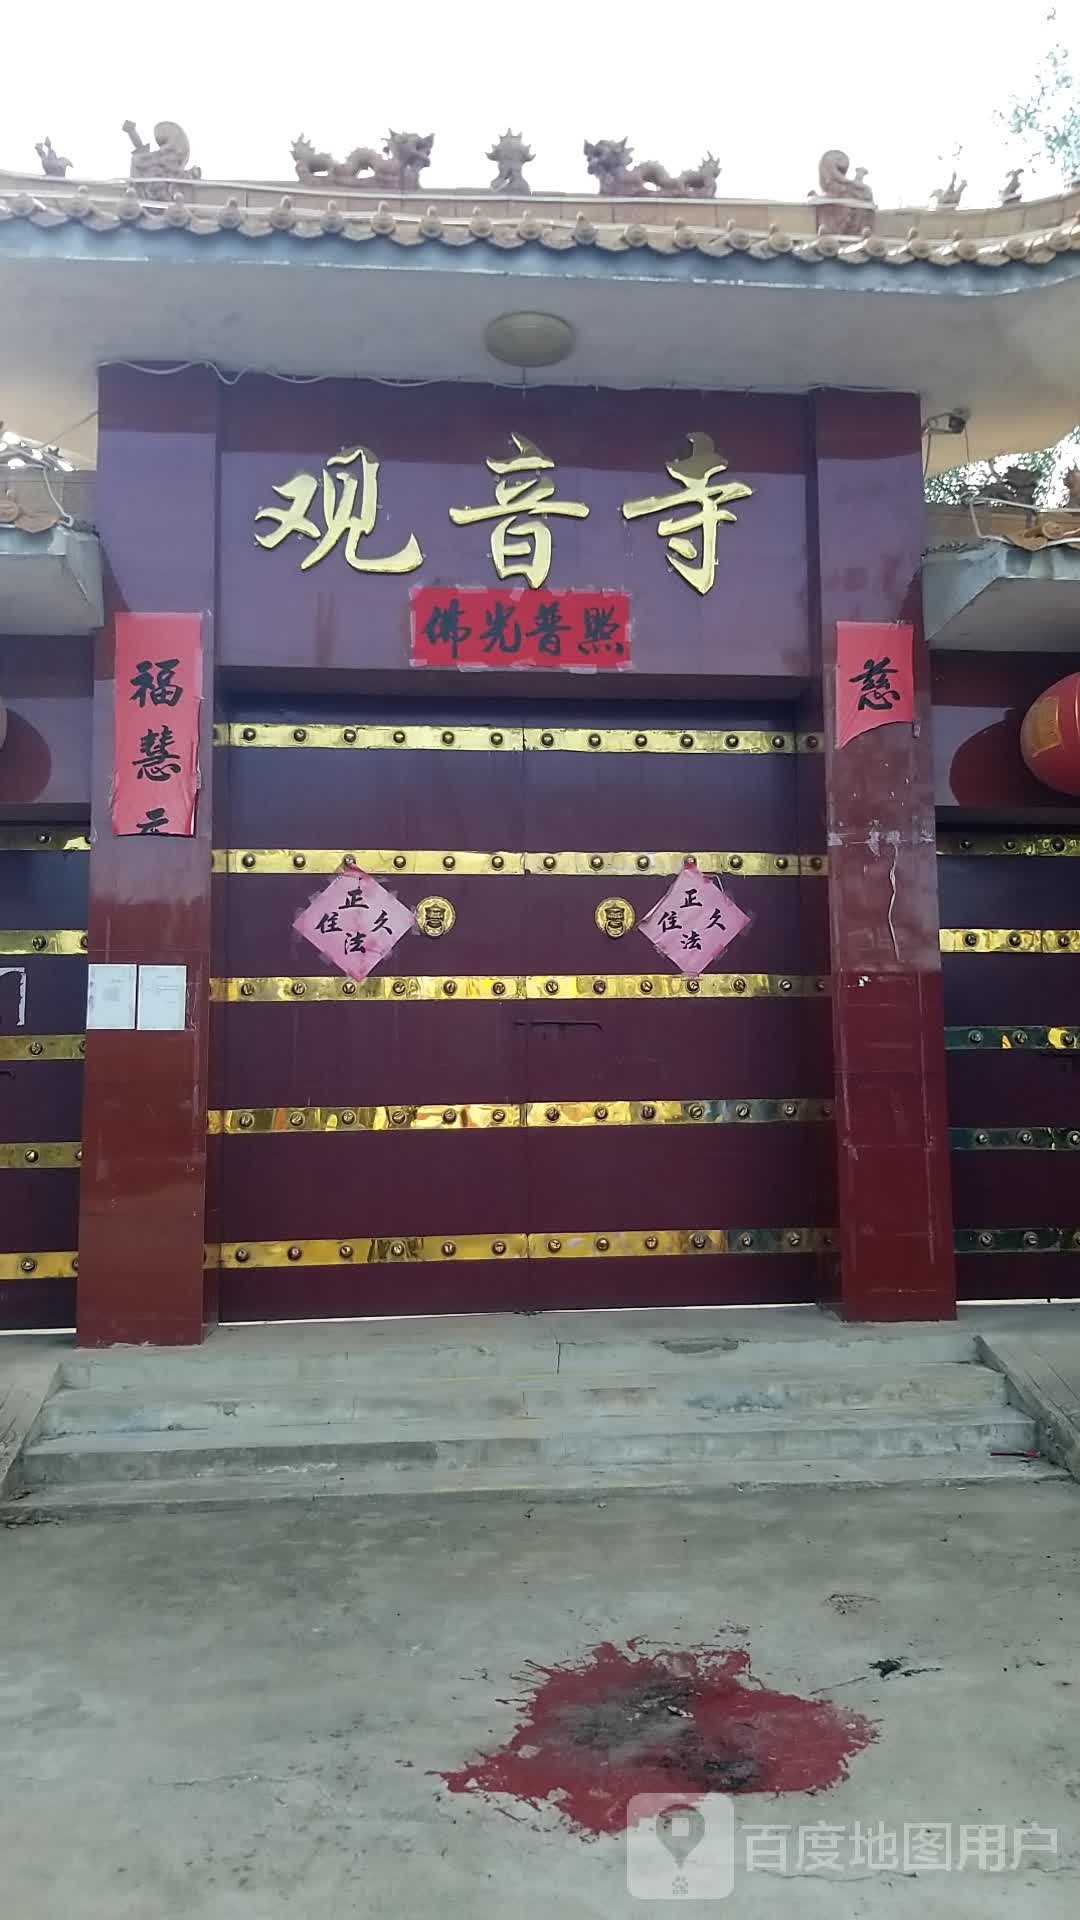 观音寺
佛光普照
福慧
慈
正法久住
正法久住
百度地图用户